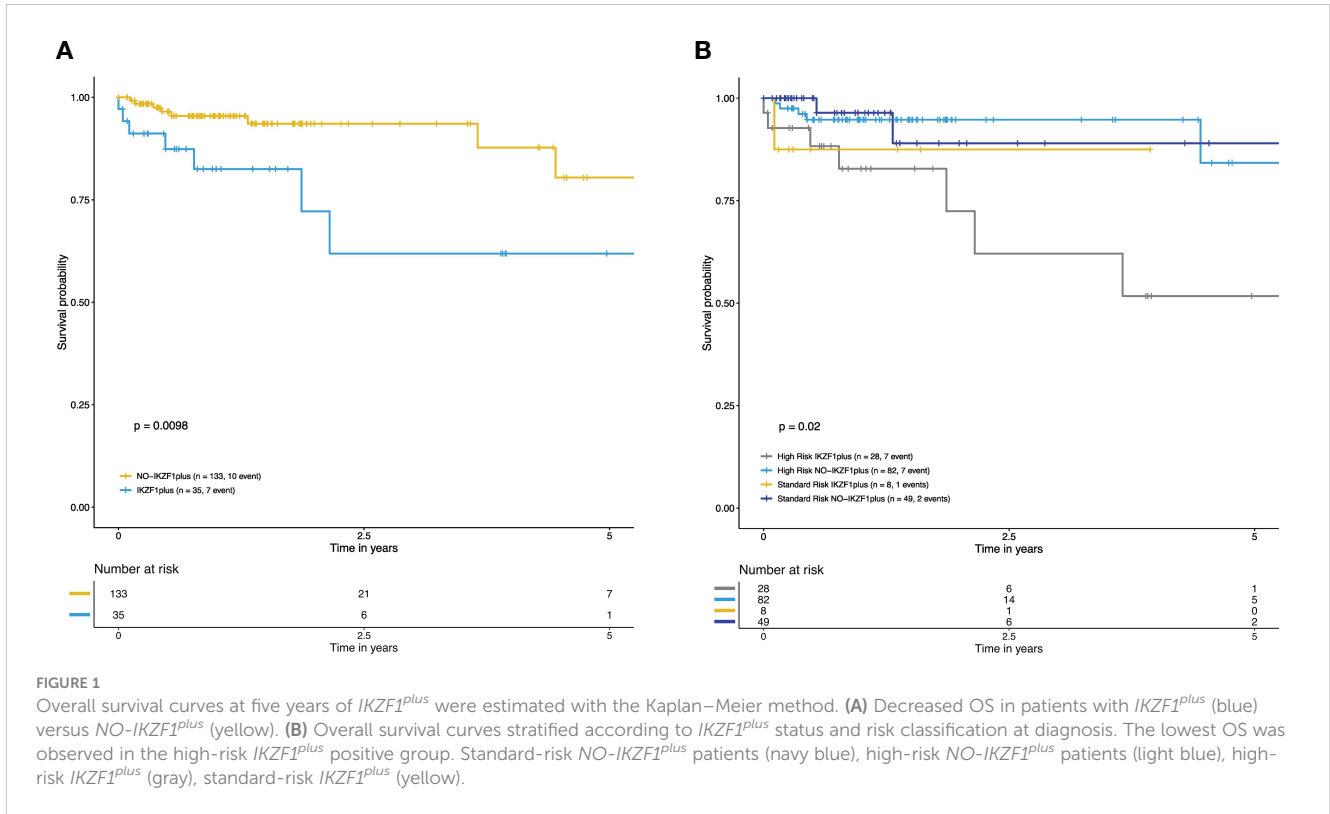 A
1.00
0.75
0.50
0.25
0.00
Survival probability
p = 0.0098
NO-IKZF1plus (n = 133, 10 event)
IKZF1plus (n = 35, 7 event)
0 2.5 5
Time in years
Number at risk
133 21 7
35 6 1
0 2.5 5
Time in years
B
1.00
0.75
0.50
0.25
0.00
Survival probability
p = 0.02
High Risk IKZF1plus (n = 28, 7 event)
High Risk NO-IKZF1plus (n = 82, 7 event)
Standard Risk IKZF1plus (n = 8, 1 events)
Standard Risk NO-IKZF1plus (n = 49, 2 events)
0 2.5 5
Time in years
Number at risk
28 6 1
82 14 5
8 1 0
49 6 2
0 2.5 5
Time in years
FIGURE 1
Overall survival curves at five years of IKZF1plus were estimated with the Kaplan–Meier method. (A) Decreased OS in patients with IKZF1plus (blue)
versus NO-IKZF1plus (yellow). (B) Overall survival curves stratified according to IKZF1plus status and risk classification at diagnosis. The lowest OS was
observed in the high-risk IKZF1plus positive group. Standard-risk NO-IKZF1plus patients (navy blue), high-risk NO-IKZF1plus patients (light blue), high-
risk IKZF1plus (gray), standard-risk IKZF1plus (yellow).